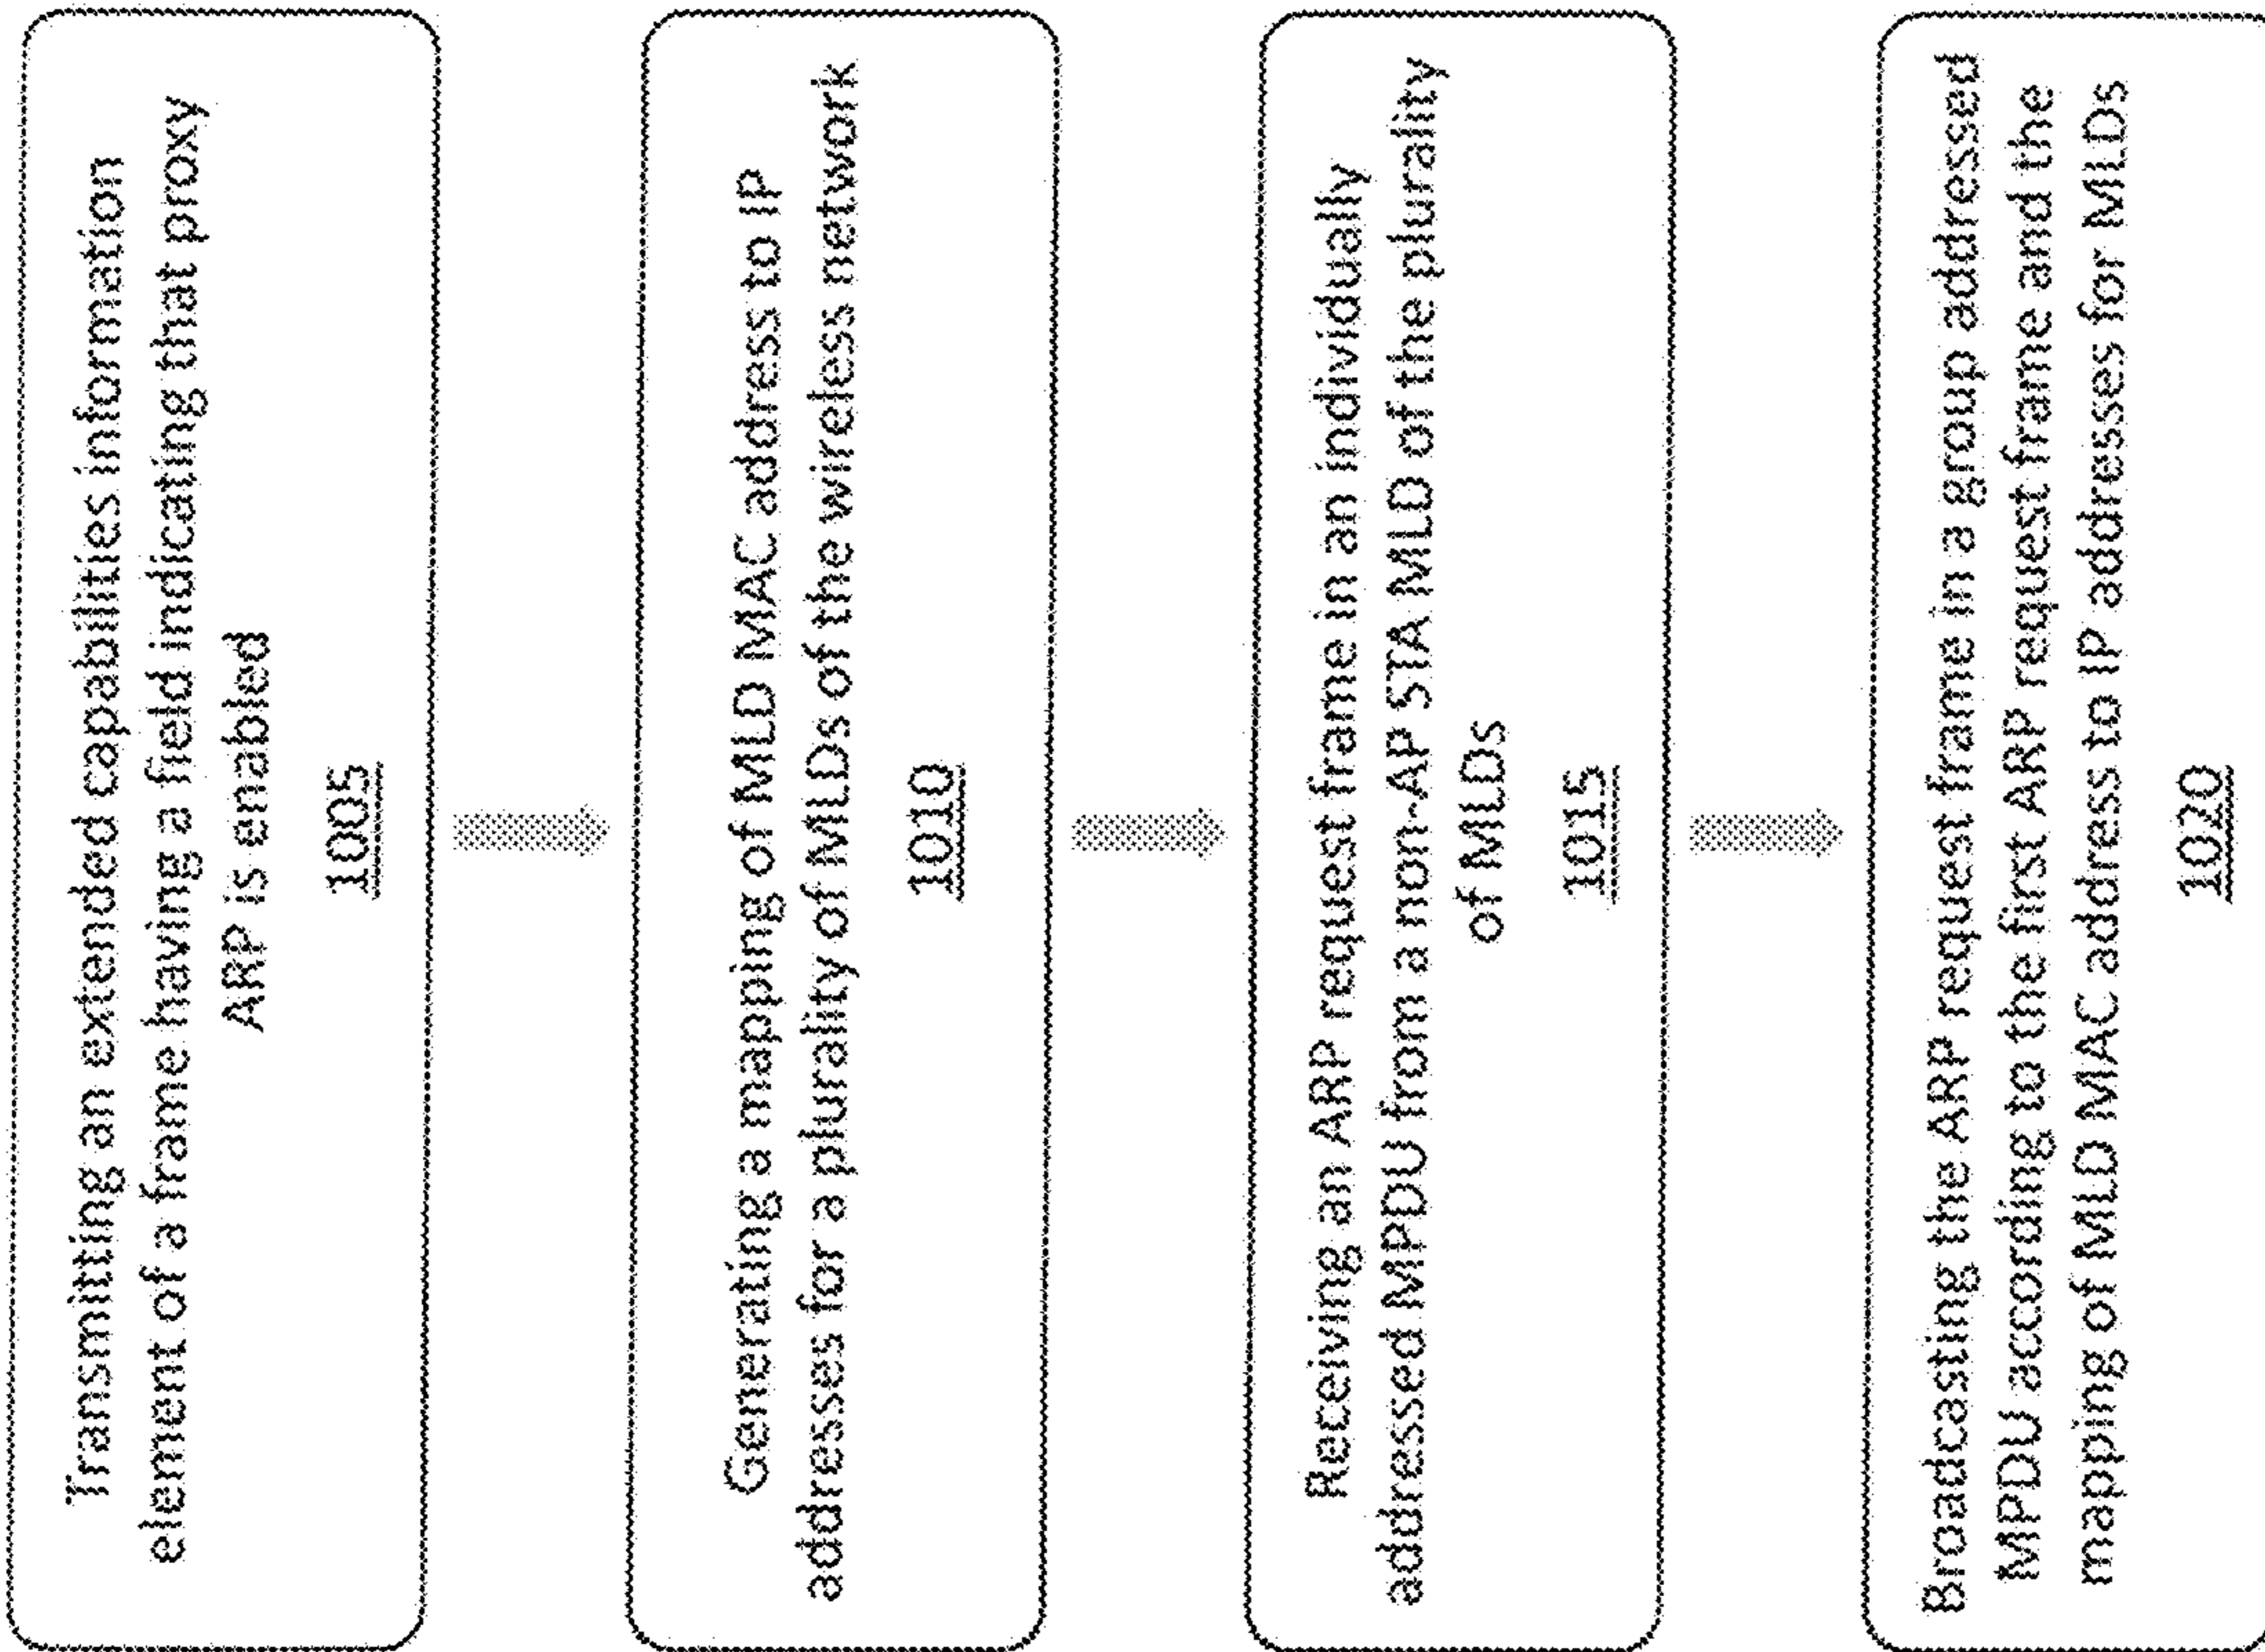 Transmitting an extended capabilities information
element of a frame having a field indicating that proxy
ARP is enabled
1005
Generating a mapping of MLD MAC address to IP
addresses for a plurality of MLDs of the wireless network
1010
Receiving an ARP request frame in an individually
addressed MPDU from a non-AP STA MLD of the plurality
of MLDs
1015
Broadcasting the ARP request frame in a group addressed
MPDU according to the first ARP request frame and the
mapping of MLD MAC address to IP addresses for MLDs
1020